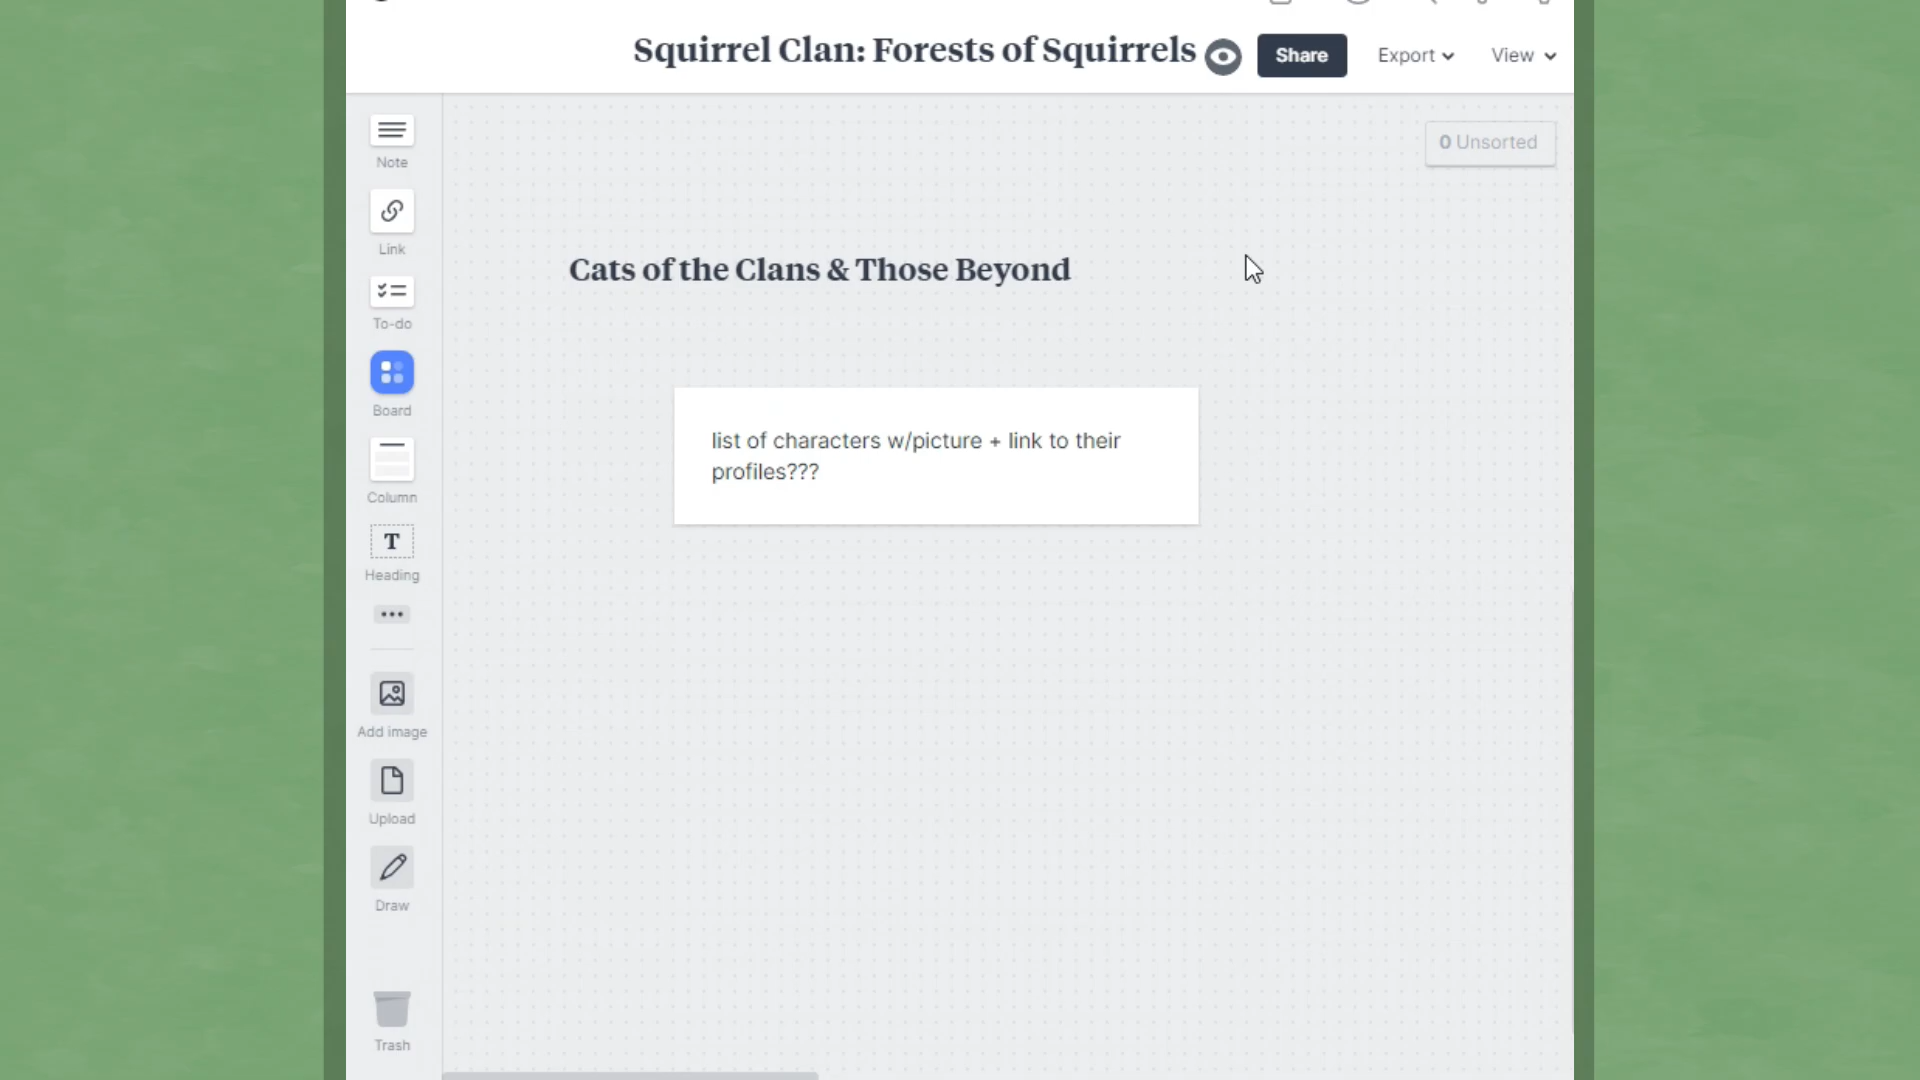 Squirrel Clan: Forests of Squirrels
Share
Export
View
0 Unsorted
Note
Link
To-do
Board
Column
T
Heading
Add image
Upload
Draw
Trash
Cats of the Clans & Those Beyond
list of characters w/picture + link to their
profiles???